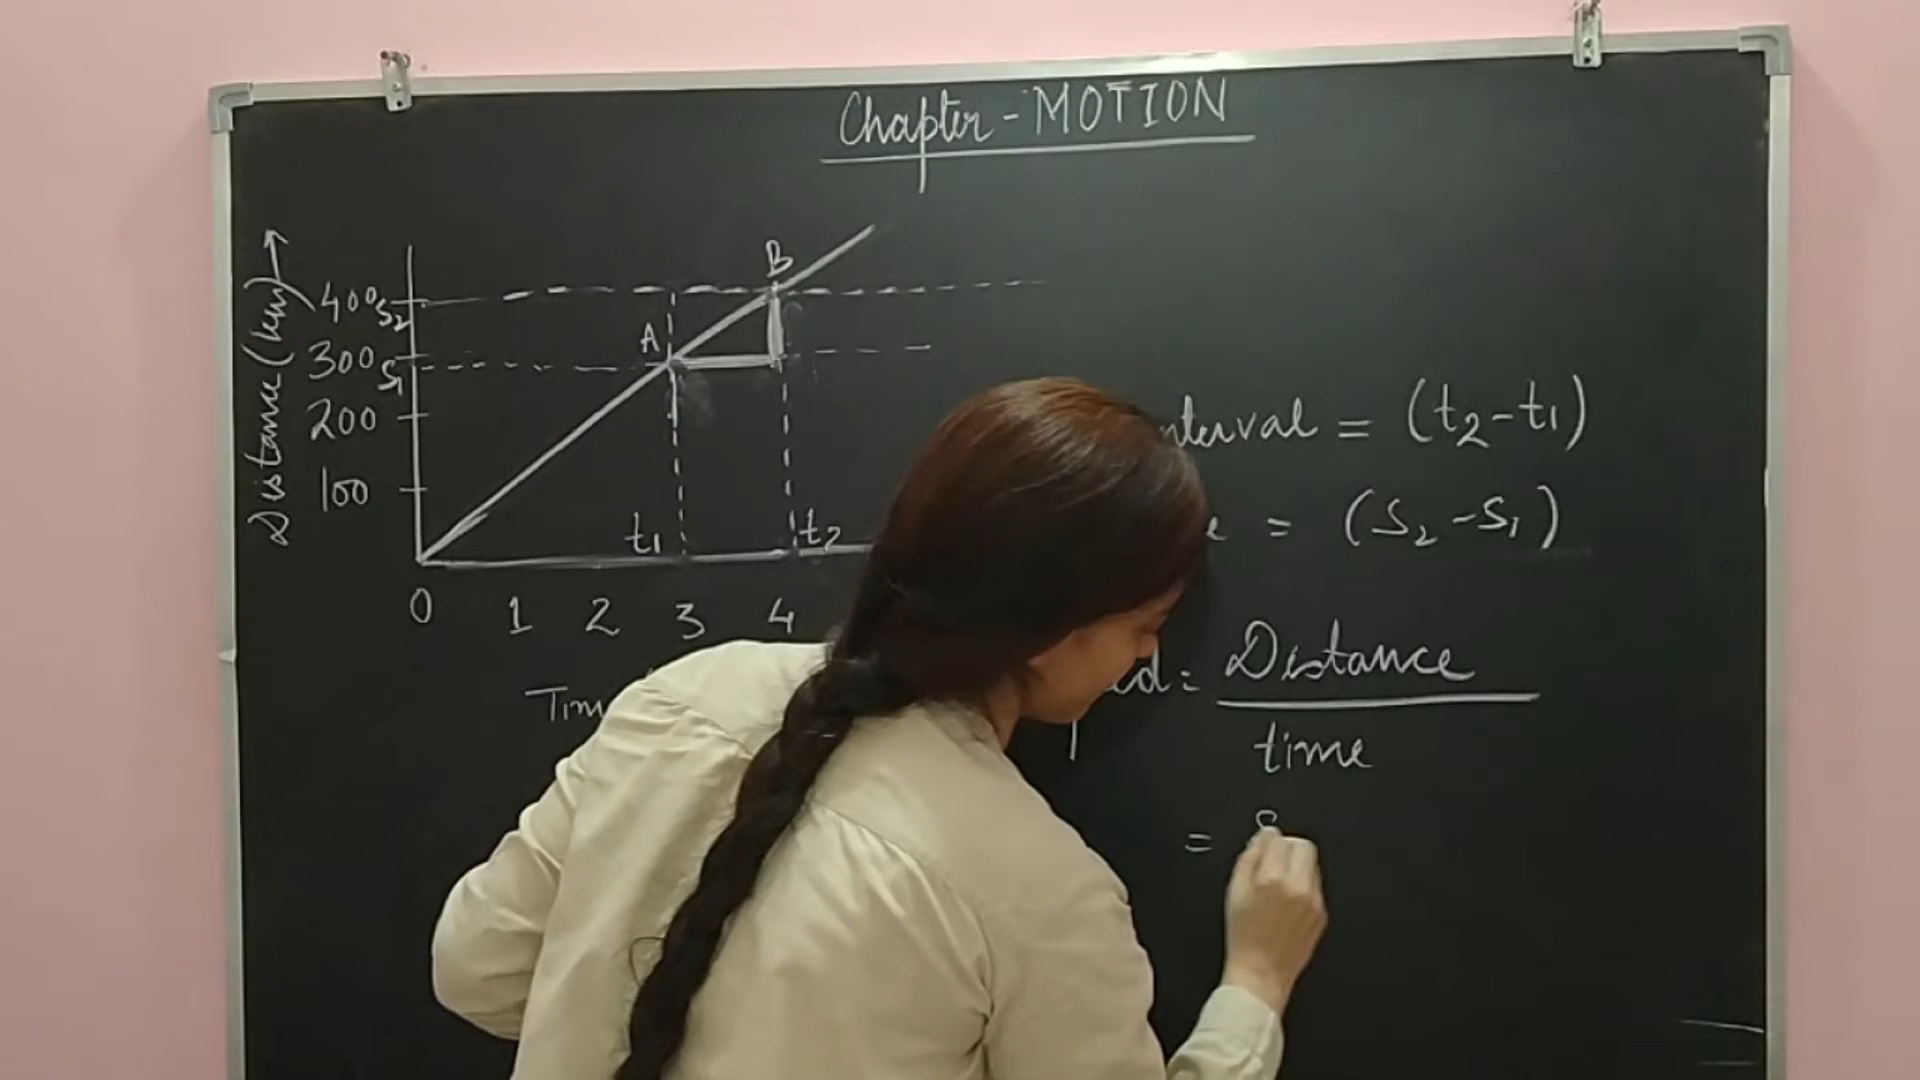 Chapter - MOTION
Distance (km) →
400 S₂
300 S₁
200
100
A
B
t₁ t₂
0 1 2 3 4
= (t₂-t₁)
= (S₂-S₁)
= Distance
time
= S